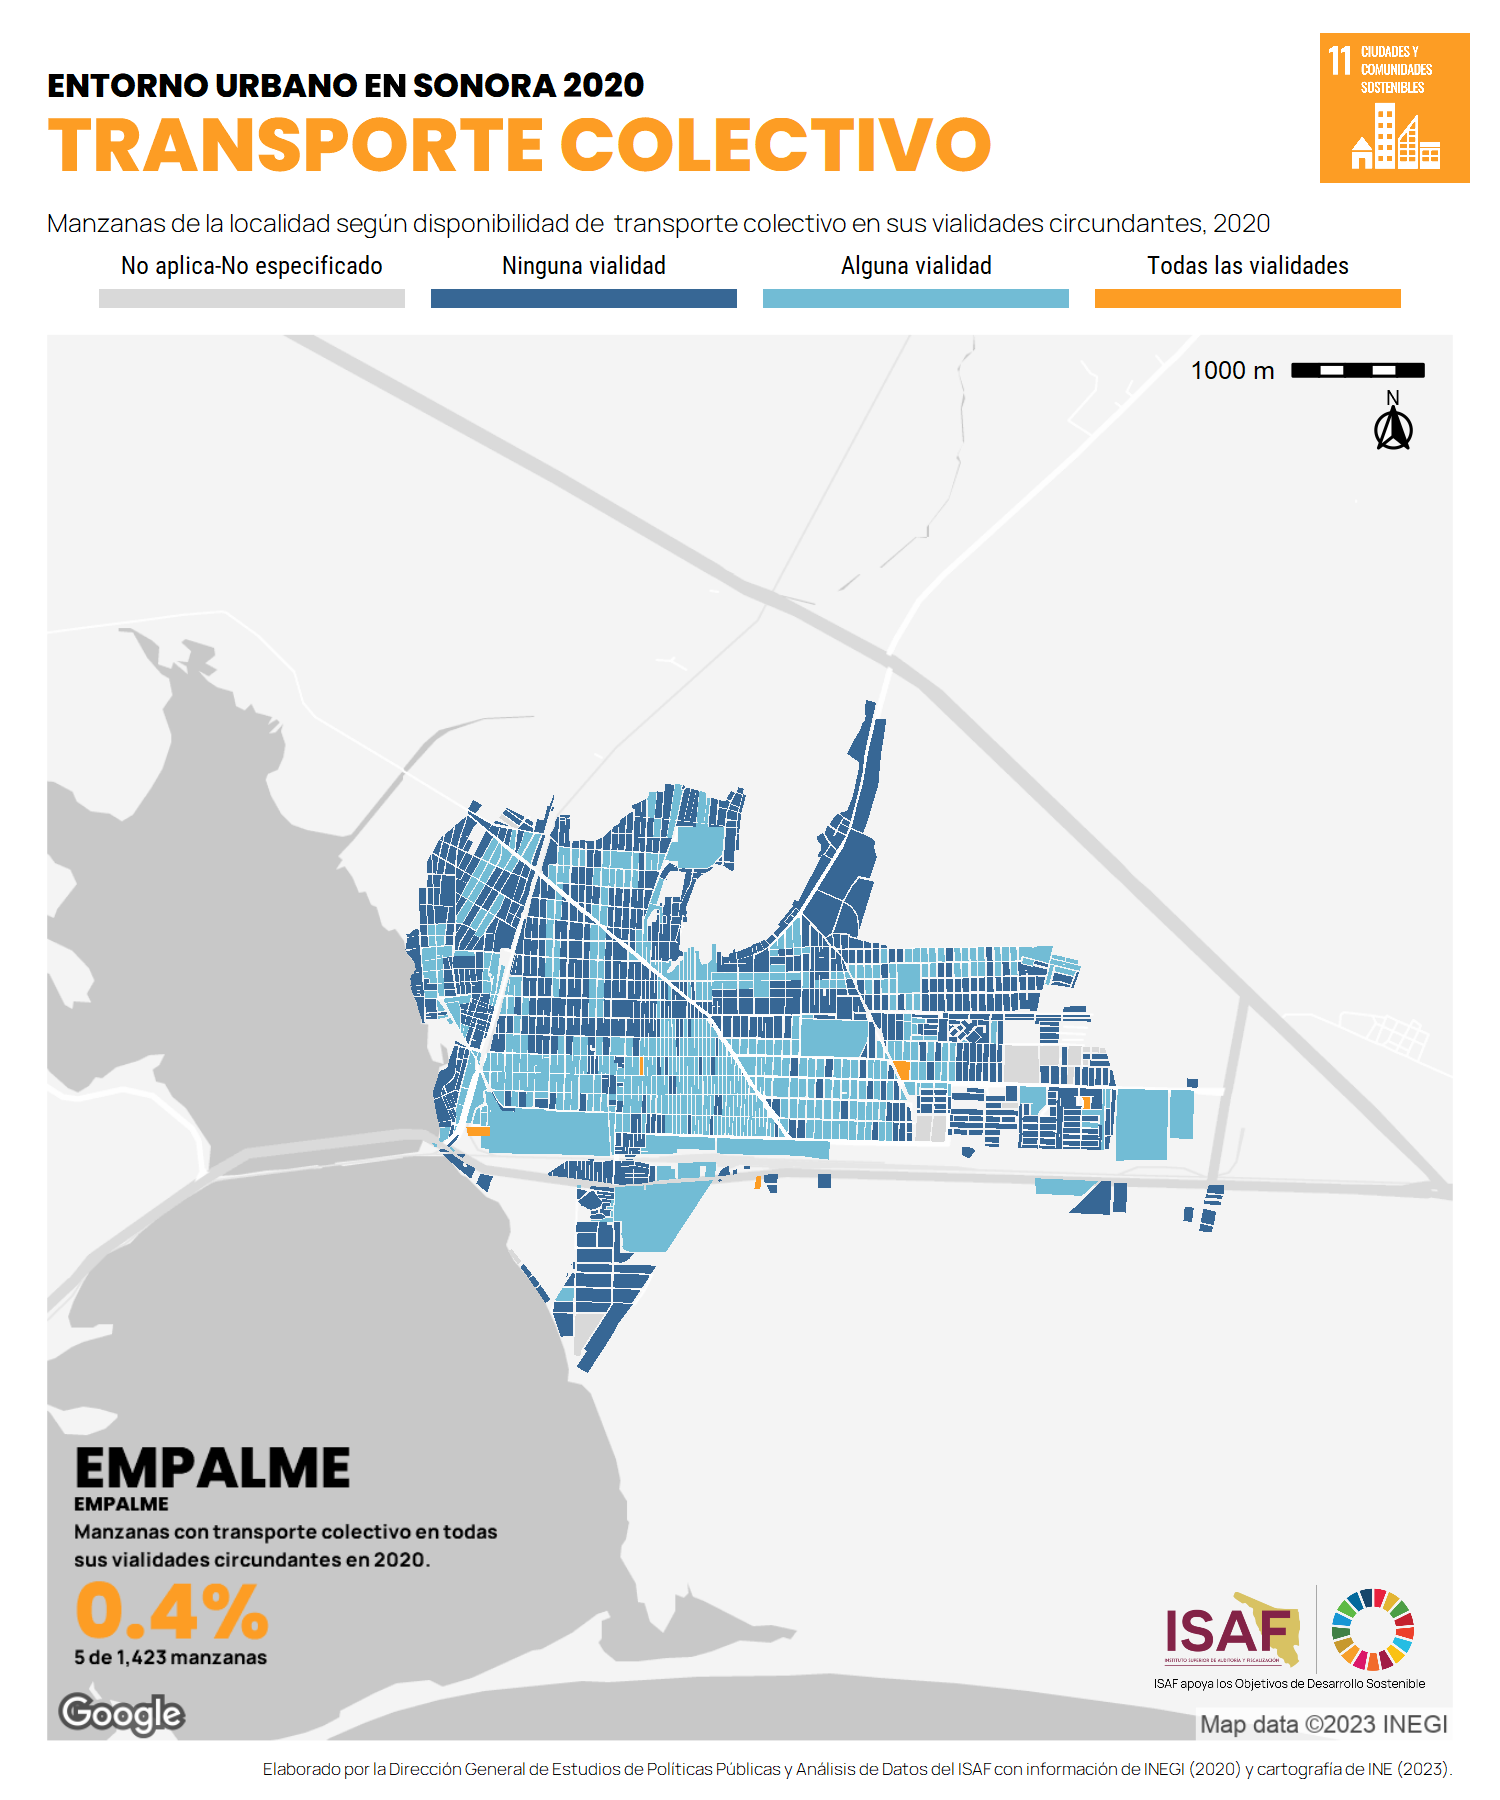 ENTORNO URBANO EN SONORA 2020
TRANSPORTE COLECTIVO
11 CIUDADES Y
COMUNIDADES
SOSTENIBLES
Manzanas de la localidad según disponibilidad de transporte colectivo en sus vialidades circundantes, 2020
No aplica-No especificado
Ninguna vialidad
Alguna vialidad
Todas las vialidades
1000 m
N
EMPALME
EMPALME
Manzanas con transporte colectivo en todas
sus vialidades circundantes en 2020.
0.4%
5 de 1,423 manzanas
ISAF
INSTITUTO SUPERIOR DE AUDITORÍA Y FISCALIZACIÓN
ISAF apoya los Objetivos de Desarrollo Sostenible
Google
Map data ©2023 INEGI
Elaborado por la Dirección General de Estudios de Políticas Públicas y Análisis de Datos del ISAF con información de INEGI (2020) y cartografía de INE (2023).